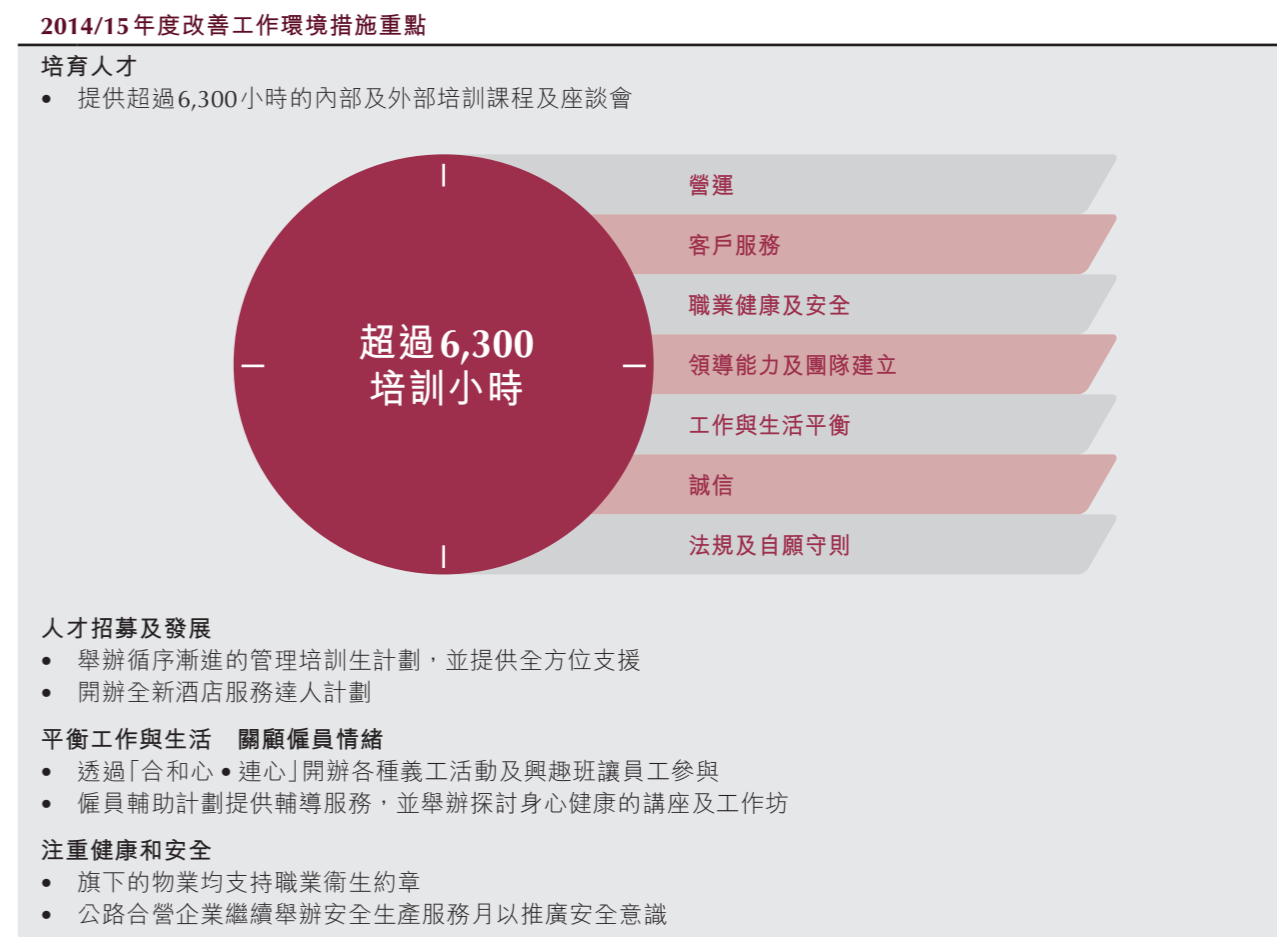 2014/15年度改善工作環境措施重點
培育人才
• 提供超過6,300小時的內部及外部培訓課程及座談會
營運
客戶服務
職業健康及安全
超過6,300
培訓小時
領導能力及團隊建立
工作與生活平衡
誠信
法規及自願守則
人才招募及發展
• 舉辦循序漸進的管理培訓生計劃，並提供全方位支援
• 開辦全新酒店服務達人計劃
平衡工作與生活　關顧僱員情緒
• 透過「合和心•連心」開辦各種義工活動及興趣班讓員工參與
• 僱員輔助計劃提供輔導服務，並舉辦探討身心健康的講座及工作坊
注重健康和安全
• 旗下的物業均支持職業衞生約章
• 公路合營企業繼續舉辦安全生產服務月以推廣安全意識